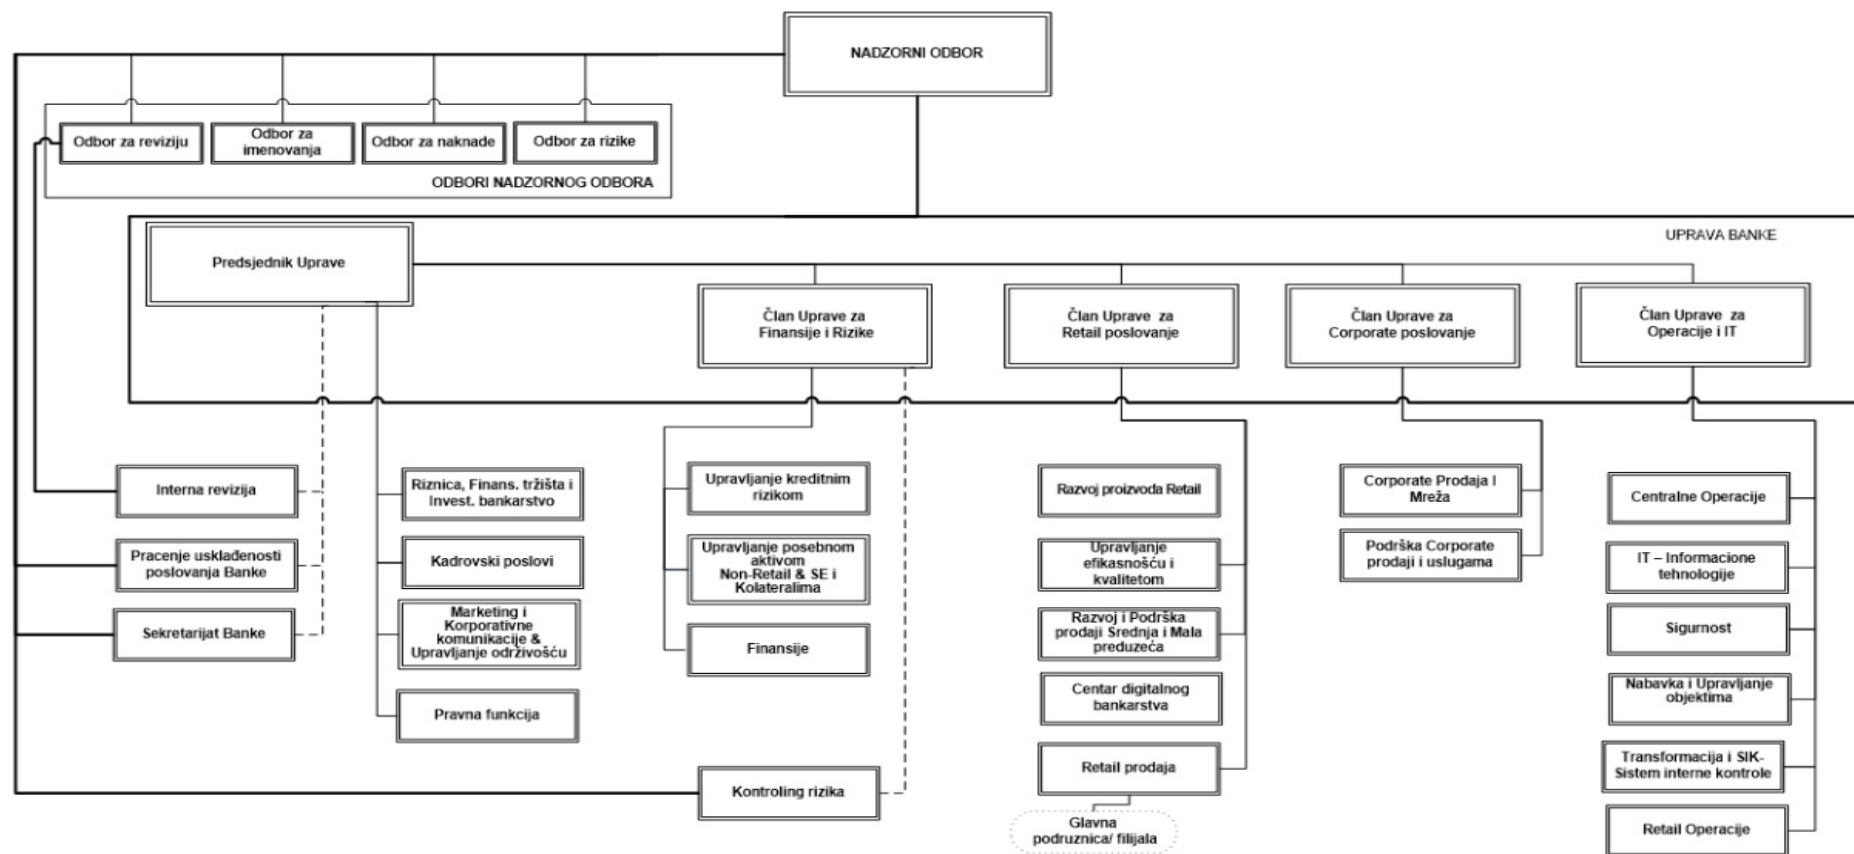 NADZORNI ODBOR
Odbor za reviziju
Odbor za
imenovanja
Odbor za naknade
Odbor za rizike
ODBORI NADZORNOG ODBORA
UPRAVA BANKE
Predsjednik Uprave
Član Uprave za
Finansije i Rizike
Član Uprave za
Retail poslovanje
Član Uprave za
Corporate poslovanje
Član Uprave za
Operacije i IT
Interna revizija
Pracenje usklađenosti
poslovanja Banke
Sekretarijat Banke
Riznica, Finans. tržišta i
Invest. bankarstvo
Kadrovski poslovi
Marketing i
Korporativne
komunikacije &
Upravljanje održivošću
Pravna funkcija
Upravljanje kreditnim
rizikom
Upravljanje posebnom
aktivom
Non-Retail & SE i
Kolateralima
Finansije
Kontroling rizika
Razvoj proizvoda Retail
Upravljanje
efikasnošću i
kvalitetom
Razvoj i Podrška
prodaji Srednja i Mala
preduzeća
Centar digitalnog
bankarstva
Retail prodaja
Glavna
podruznica/ filijala
Corporate Prodaja I
Mreža
Podrška Corporate
prodaji i uslugama
Centralne Operacije
IT – Informacione
tehnologije
Sigurnost
Nabavka i Upravljanje
objektima
Transformacija i SIK-
Sistem interne kontrole
Retail Operacije